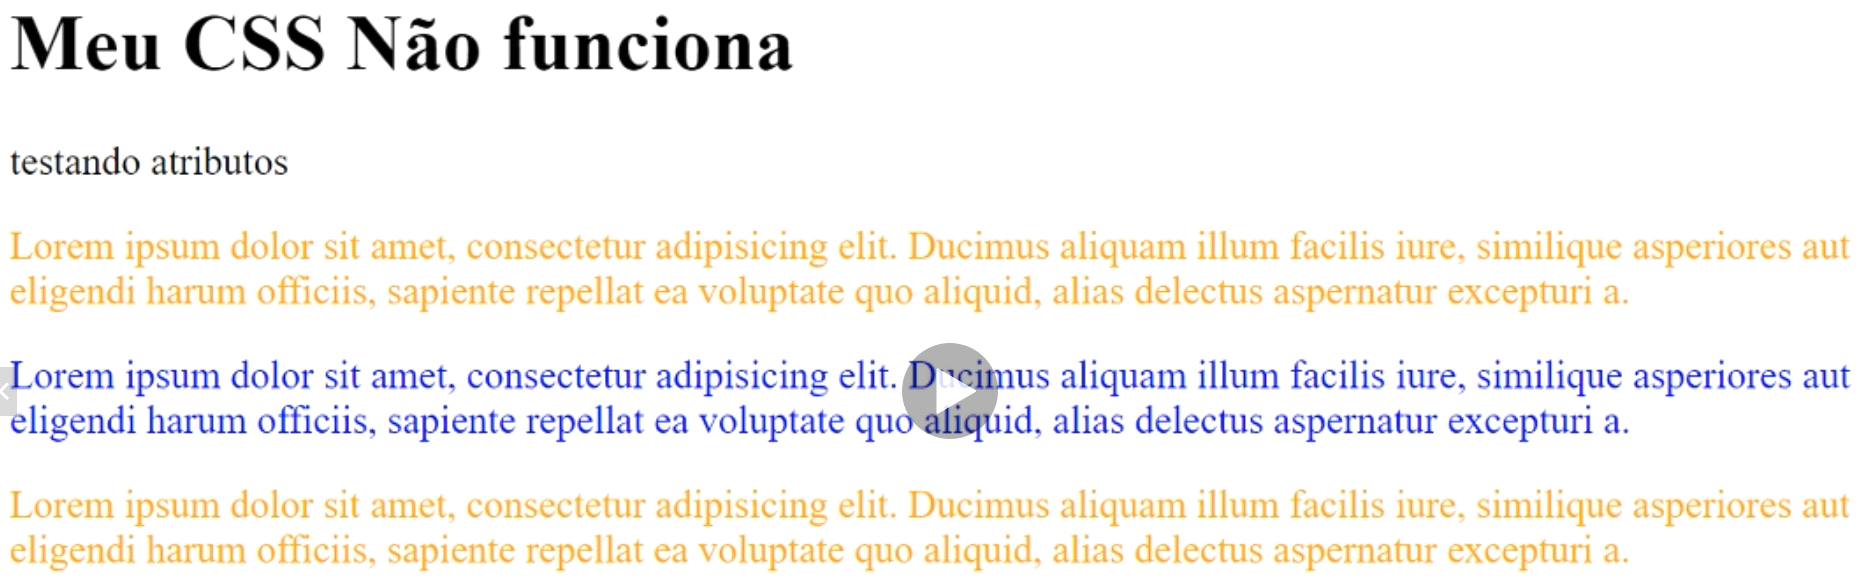 Meu CSS Não funciona
testando atributos
Lorem ipsum dolor sit amet, consectetur adipisicing elit. Ducimus aliquam illum facilis iure, similique asperiores aut
eligendi harum officiis, sapiente repellat ea voluptate quo aliquid, alias delectus aspernatur excepturi a.
Lorem ipsum dolor sit amet, consectetur adipisicing elit. Ducimus aliquam illum facilis iure, similique asperiores aut
eligendi harum officiis, sapiente repellat ea voluptate quo aliquid, alias delectus aspernatur excepturi a.
Lorem ipsum dolor sit amet, consectetur adipisicing elit. Ducimus aliquam illum facilis iure, similique asperiores aut
eligendi harum officiis, sapiente repellat ea voluptate quo aliquid, alias delectus aspernatur excepturi a.